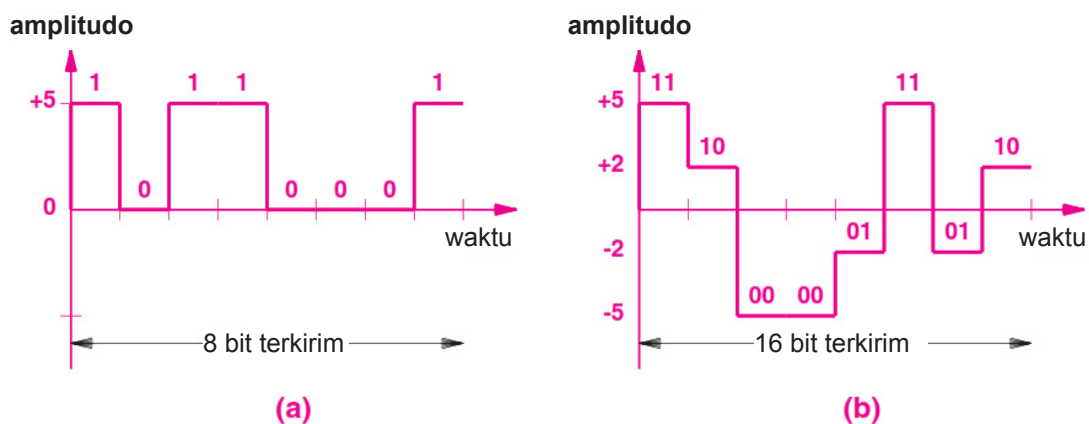 amplitudo
1 1 1 1
+5
0 0 0 0
0
waktu
8 bit terkirim
(a)
amplitudo
11 11
+5
10 10
+2
01 01
waktu
-2
00 00
-5
16 bit terkirim
(b)